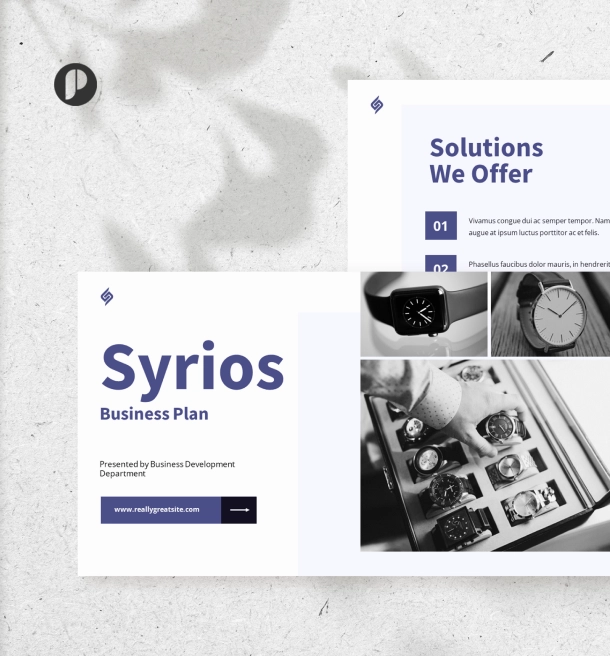 Solutions
We Offer
01
Vivamus congue dui ac semper tempor. Nam
augue at ipsum luctus porttitor ac et felis.
02
Phasellus faucibus dolor mauris, in hendrerit
Syrios
Business Plan
Presented by Business Development
Department
www.reallygreatsite.com